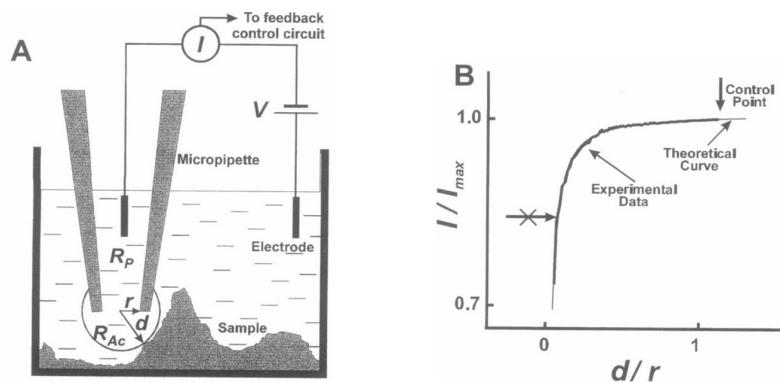 A
To feedback
control circuit
I
V
Micropipette
Electrode
R_P
r
d
R_Ac
Sample
B
Control
Point
1.0
Theoretical
Curve
Experimental
Data
I / I_max
0.7
0
1
d / r